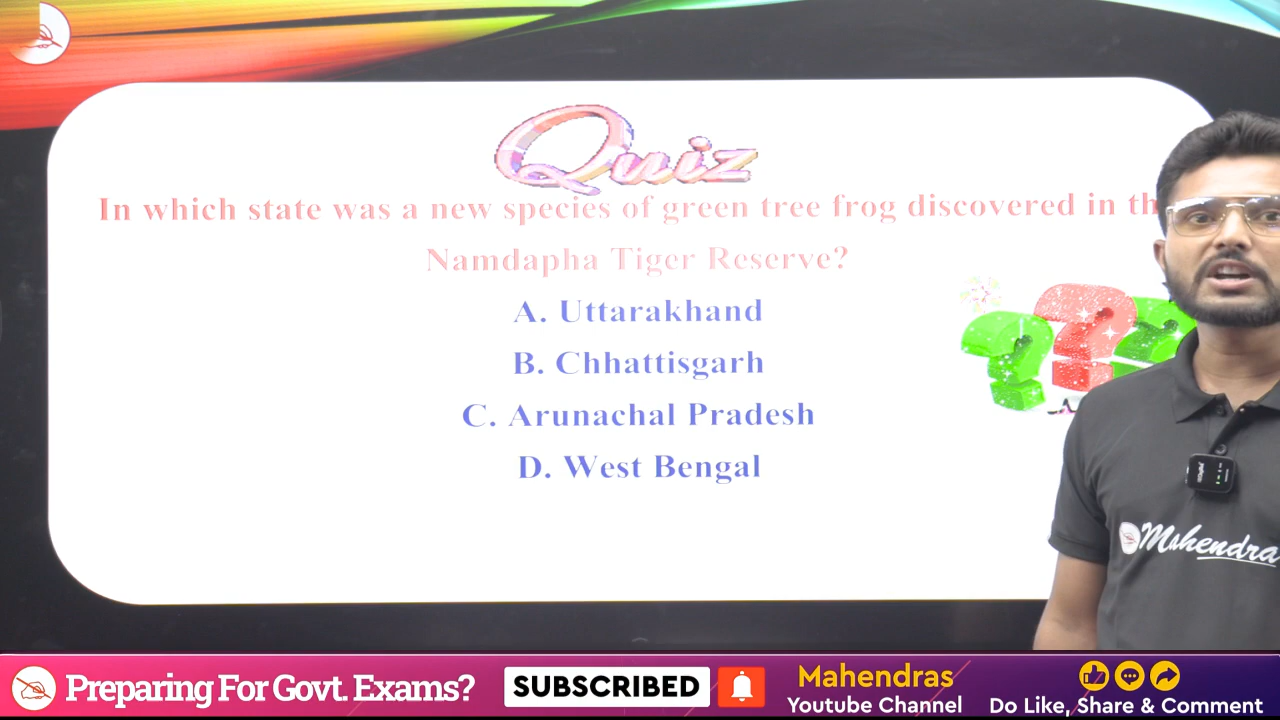 Quiz
In which state was a new species of green tree frog discovered in th
Namdapha Tiger Reserve?
A. Uttarakhand
B. Chhattisgarh
C. Arunachal Pradesh
D. West Bengal
Mahendra
Preparing For Govt. Exams?
SUBSCRIBED
Mahendras
Youtube Channel
Do Like, Share & Comment